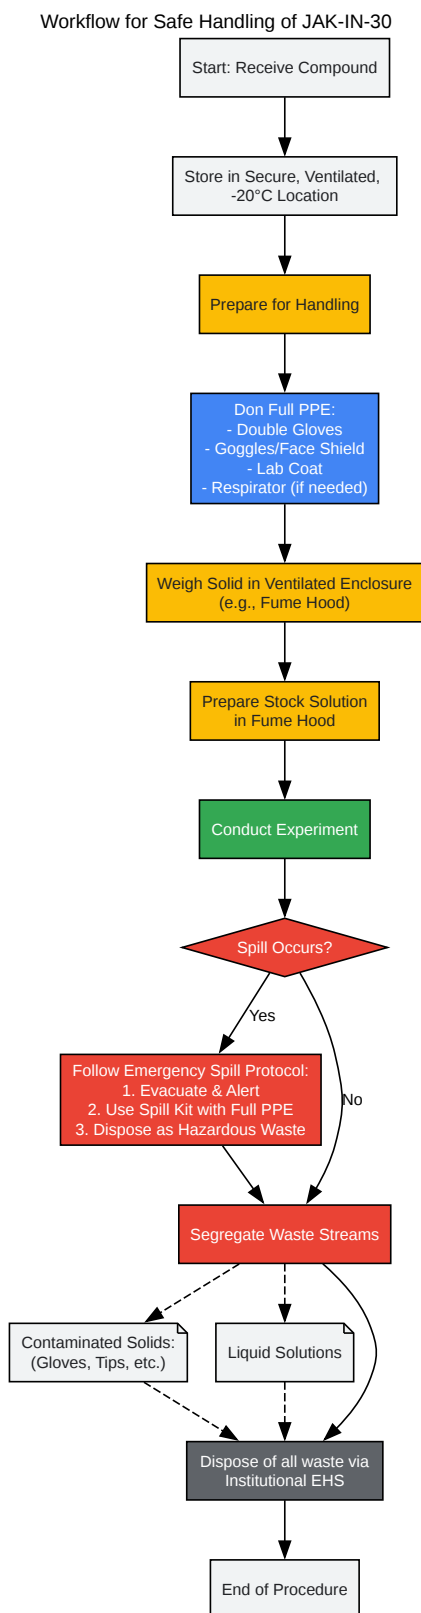 Workflow for Safe Handling of JAK-IN-30
Start: Receive Compound
Store in Secure, Ventilated,
-20°C Location
Prepare for Handling
Don Full PPE:
- Double Gloves
- Goggles/Face Shield
- Lab Coat
- Respirator (if needed)
Weigh Solid in Ventilated Enclosure
(e.g., Fume Hood)
Prepare Stock Solution
in Fume Hood
Conduct Experiment
Spill Occurs?
Yes
Follow Emergency Spill Protocol:
1. Evacuate & Alert
2. Use Spill Kit with Full PPE
3. Dispose as Hazardous Waste
No
Segregate Waste Streams
Contaminated Solids:
(Gloves, Tips, etc.)
Liquid Solutions
Dispose of all waste via
Institutional EHS
End of Procedure